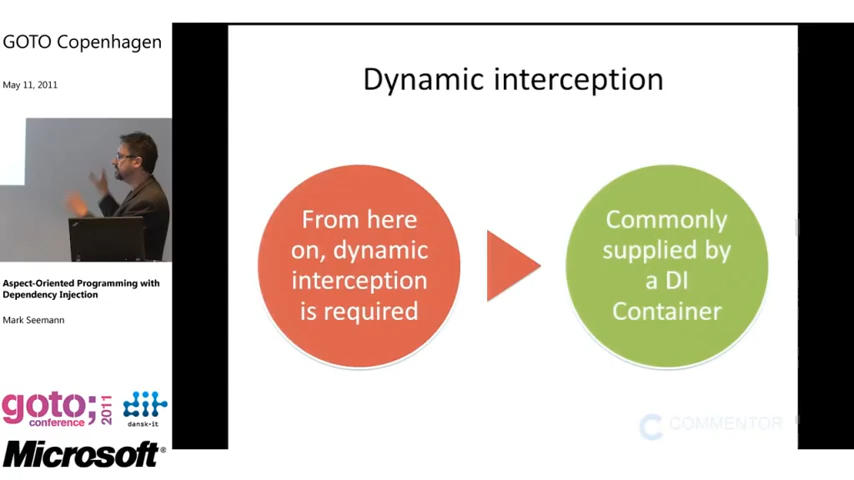 GOTO Copenhagen
May 11, 2011
Aspect-Oriented Programming with
Dependency Injection
Mark Seemann
goto;
conference
2011
dansk-it
Microsoft®
Dynamic interception
From here
on, dynamic
interception
is required
Commonly
supplied by
a DI
Container
COMMENTOR